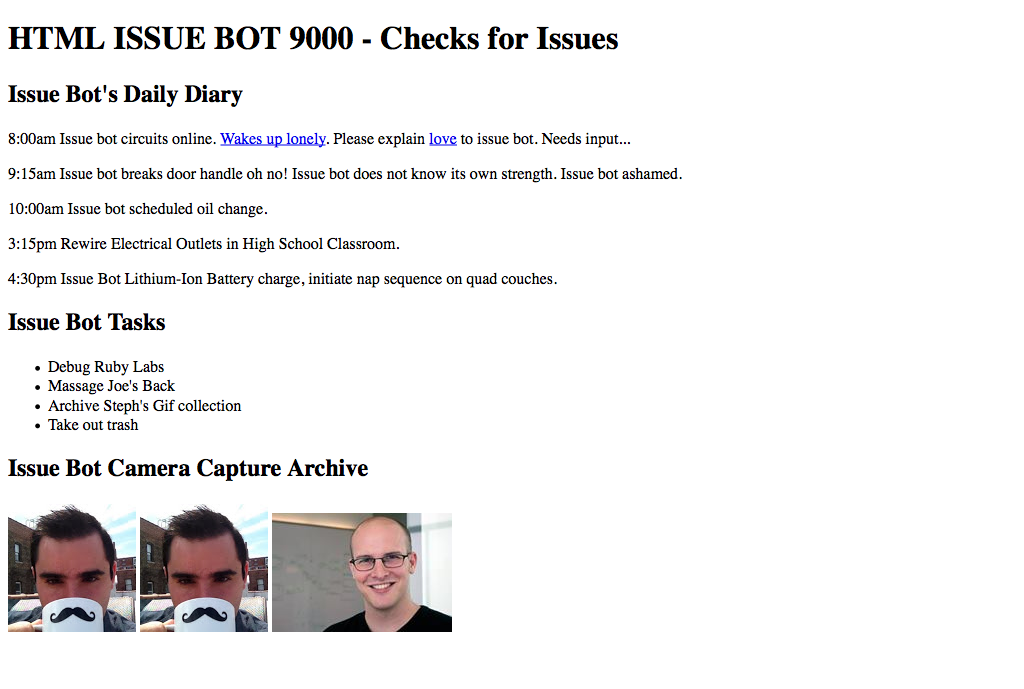 HTML ISSUE BOT 9000 - Checks for Issues
Issue Bot's Daily Diary
8:00am Issue bot circuits online. Wakes up lonely. Please explain love to issue bot. Needs input...
9:15am Issue bot breaks door handle oh no! Issue bot does not know its own strength. Issue bot ashamed.
10:00am Issue bot scheduled oil change.
3:15pm Rewire Electrical Outlets in High School Classroom.
4:30pm Issue Bot Lithium-Ion Battery charge, initiate nap sequence on quad couches.
Issue Bot Tasks
• Debug Ruby Labs
• Massage Joe's Back
• Archive Steph's Gif collection
• Take out trash
Issue Bot Camera Capture Archive